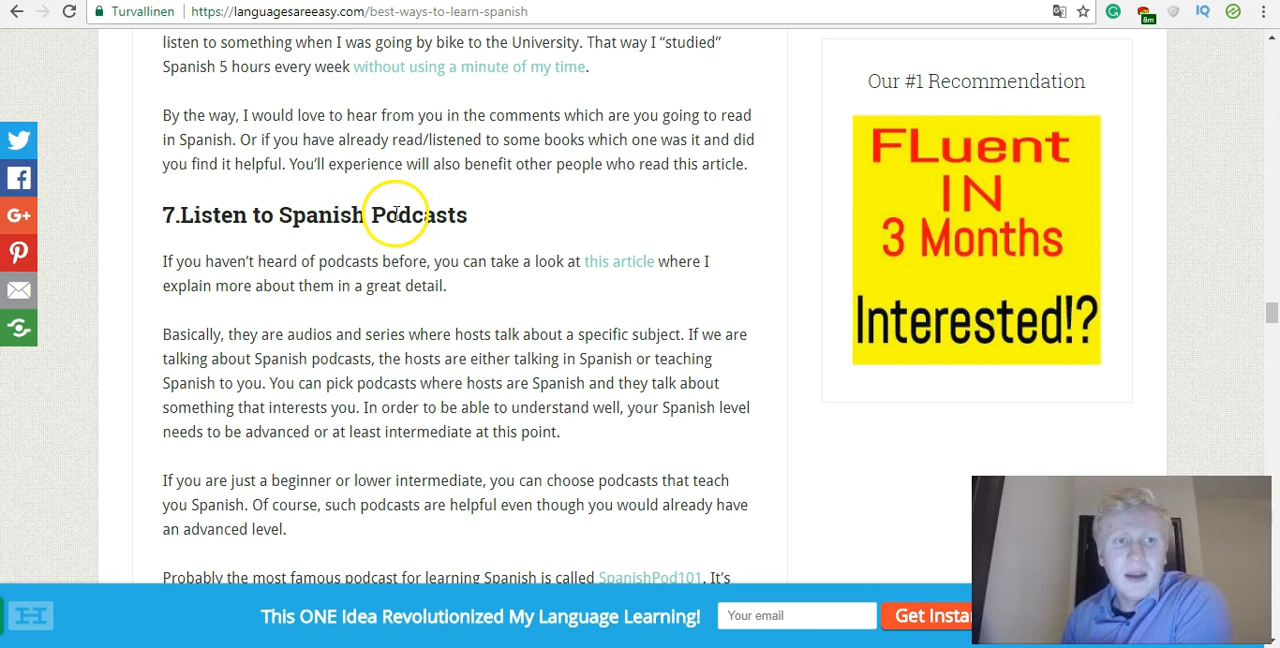 Turvallinen
https://languagesareeasy.com/best-ways-to-learn-spanish
8m
IQ
listen to something when I was going by bike to the University. That way I “studied”
Spanish 5 hours every week without using a minute of my time.
By the way, I would love to hear from you in the comments which are you going to read
in Spanish. Or if you have already read/listened to some books which one was it and did
you find it helpful. You’ll experience will also benefit other people who read this article.
7.Listen to Spanish Podcasts
If you haven’t heard of podcasts before, you can take a look at this article where I
explain more about them in a great detail.
Basically, they are audios and series where hosts talk about a specific subject. If we are
talking about Spanish podcasts, the hosts are either talking in Spanish or teaching
Spanish to you. You can pick podcasts where hosts are Spanish and they talk about
something that interests you. In order to be able to understand well, your Spanish level
needs to be advanced or at least intermediate at this point.
If you are just a beginner or lower intermediate, you can choose podcasts that teach
you Spanish. Of course, such podcasts are helpful even though you would already have
an advanced level.
Probably the most famous podcast for learning Spanish is called SpanishPod101. It’s
Our #1 Recommendation
FLuent
IN
3 Months
Interested!?
G+
This ONE Idea Revolutionized My Language Learning!
Your email
Get Insta